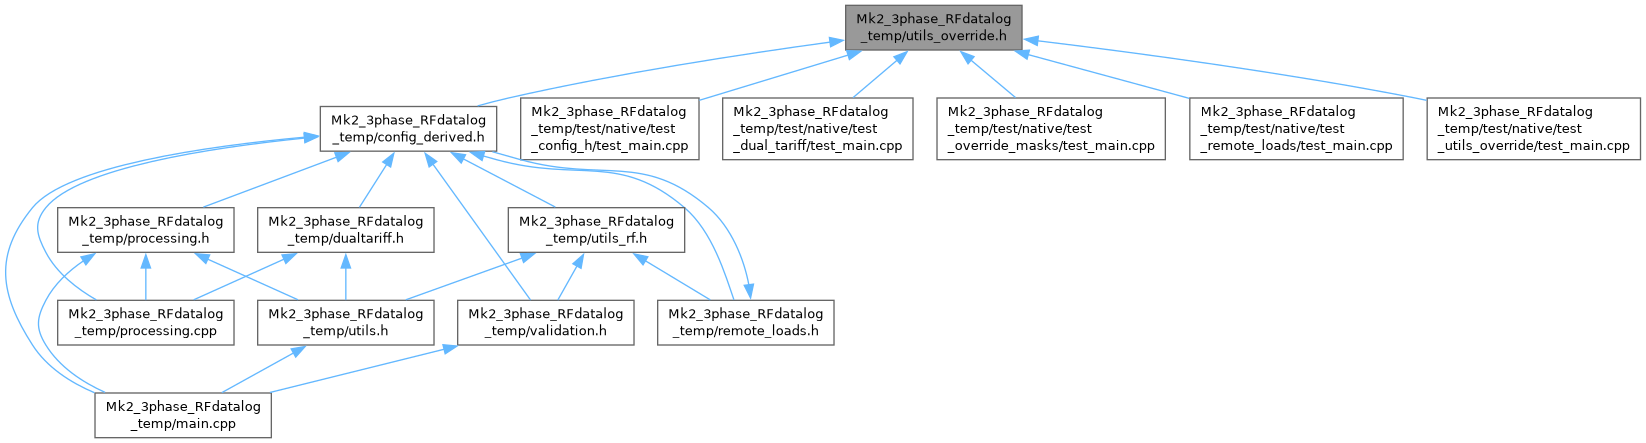 Mk2_3phase_RFdatalog
_temp/utils_override.h
Mk2_3phase_RFdatalog
_temp/config_derived.h
Mk2_3phase_RFdatalog
_temp/test/native/test
_config_h/test_main.cpp
Mk2_3phase_RFdatalog
_temp/test/native/test
_dual_tariff/test_main.cpp
Mk2_3phase_RFdatalog
_temp/test/native/test
_override_masks/test_main.cpp
Mk2_3phase_RFdatalog
_temp/test/native/test
_remote_loads/test_main.cpp
Mk2_3phase_RFdatalog
_temp/test/native/test
_utils_override/test_main.cpp
Mk2_3phase_RFdatalog
_temp/processing.h
Mk2_3phase_RFdatalog
_temp/dualtariff.h
Mk2_3phase_RFdatalog
_temp/utils_rf.h
Mk2_3phase_RFdatalog
_temp/processing.cpp
Mk2_3phase_RFdatalog
_temp/utils.h
Mk2_3phase_RFdatalog
_temp/validation.h
Mk2_3phase_RFdatalog
_temp/remote_loads.h
Mk2_3phase_RFdatalog
_temp/main.cpp